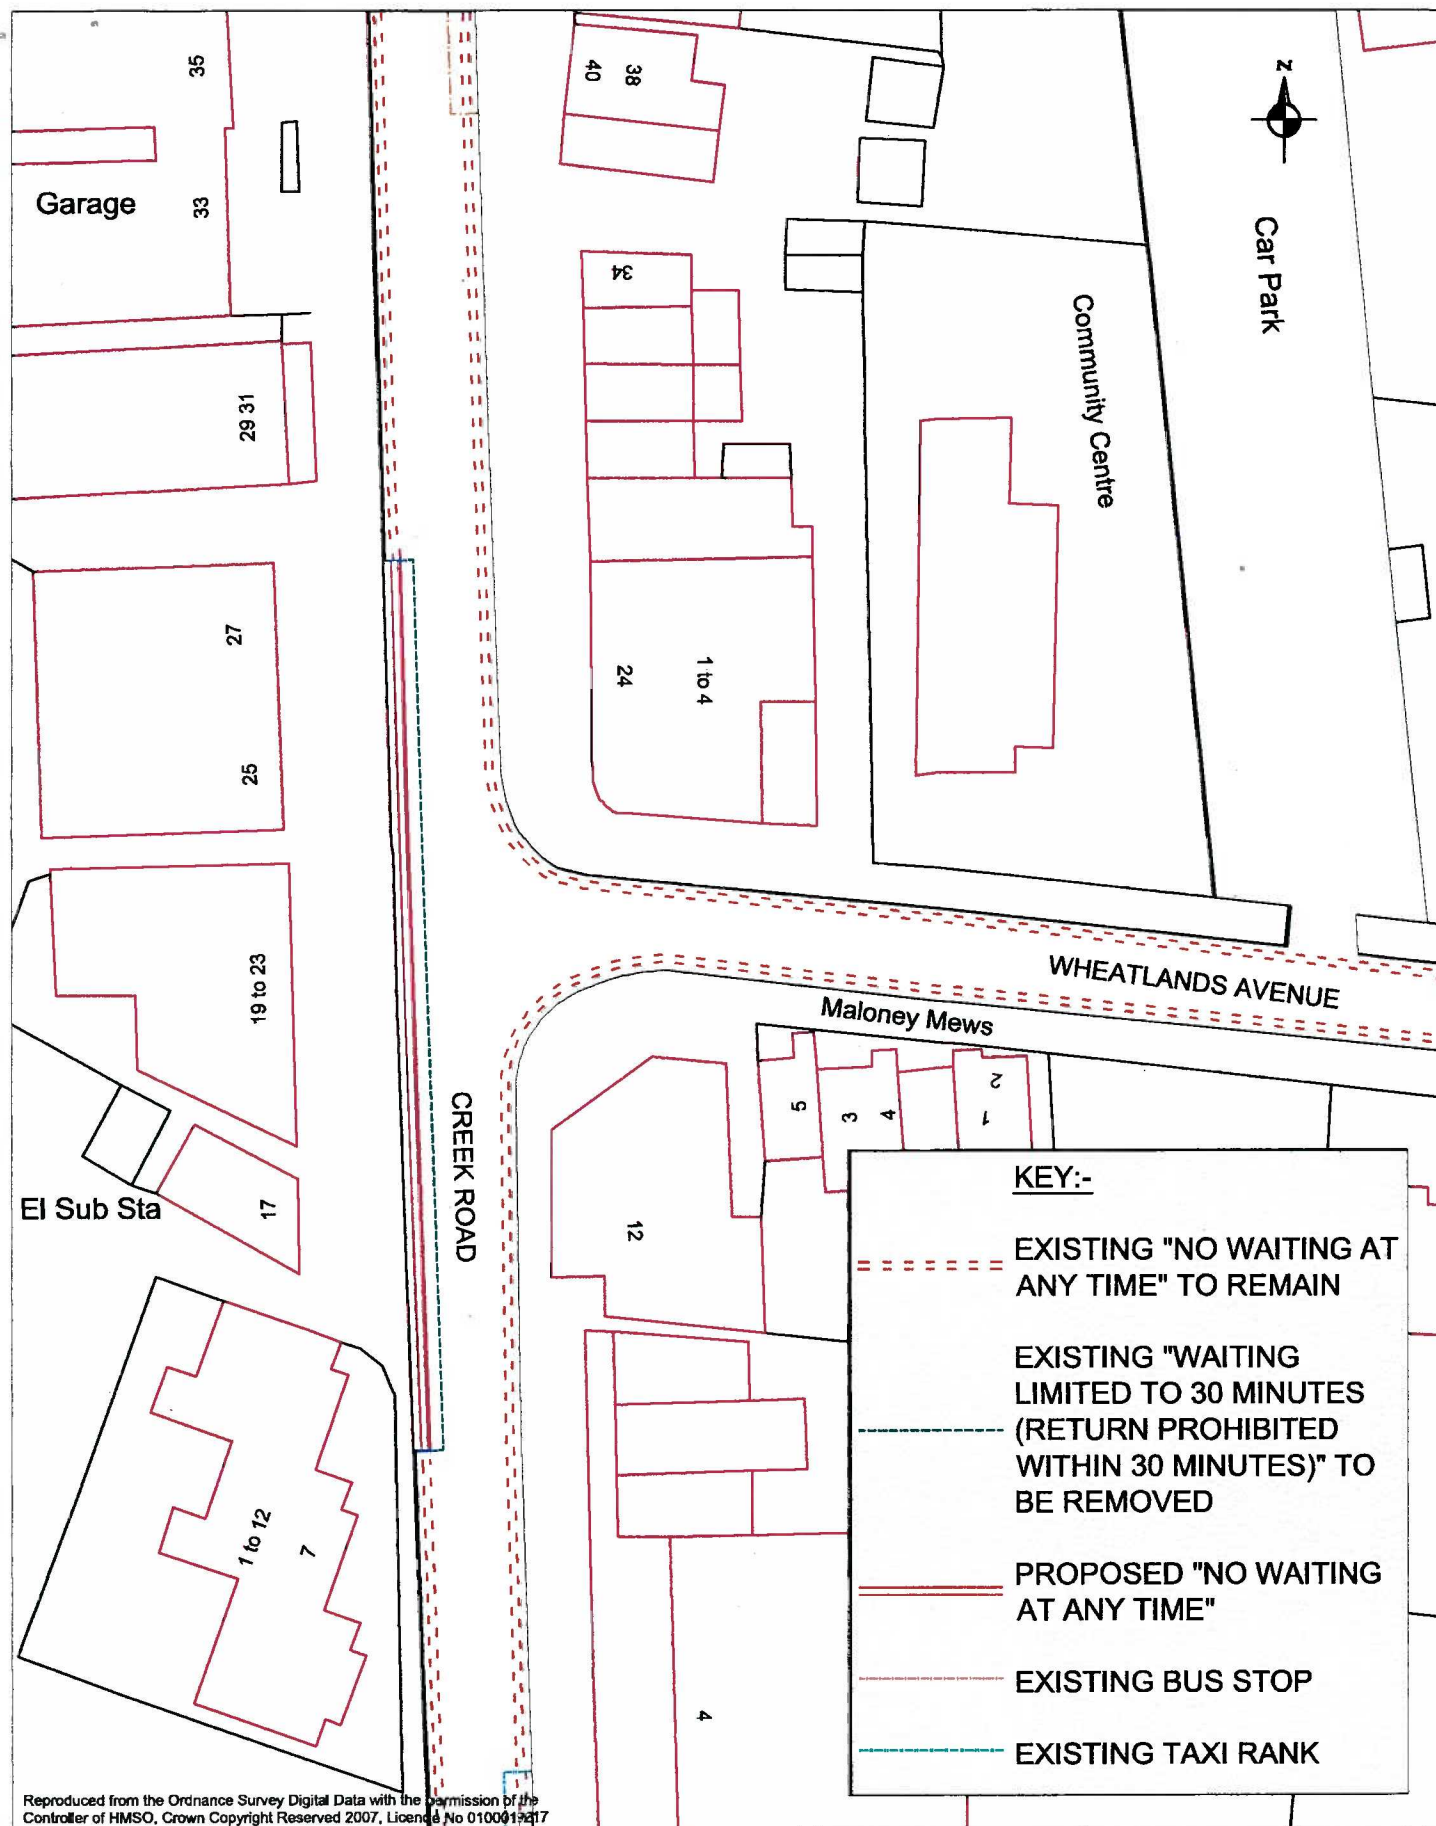 35
40
38
Z
Garage
33
Car Park
34
Community Centre
29 31
27
24
1 to 4
25
19 to 23
WHEATLANDS AVENUE
Maloney Mews
CREEK ROAD
5
3
4
2
1
El Sub Sta
17
12
1 to 12
7
4
KEY:-
EXISTING "NO WAITING AT
ANY TIME" TO REMAIN
EXISTING "WAITING
LIMITED TO 30 MINUTES
(RETURN PROHIBITED
WITHIN 30 MINUTES)" TO
BE REMOVED
PROPOSED "NO WAITING
AT ANY TIME"
EXISTING BUS STOP
EXISTING TAXI RANK
Reproduced from the Ordnance Survey Digital Data with the permission of the
Controller of HMSO, Crown Copyright Reserved 2007, Licence No